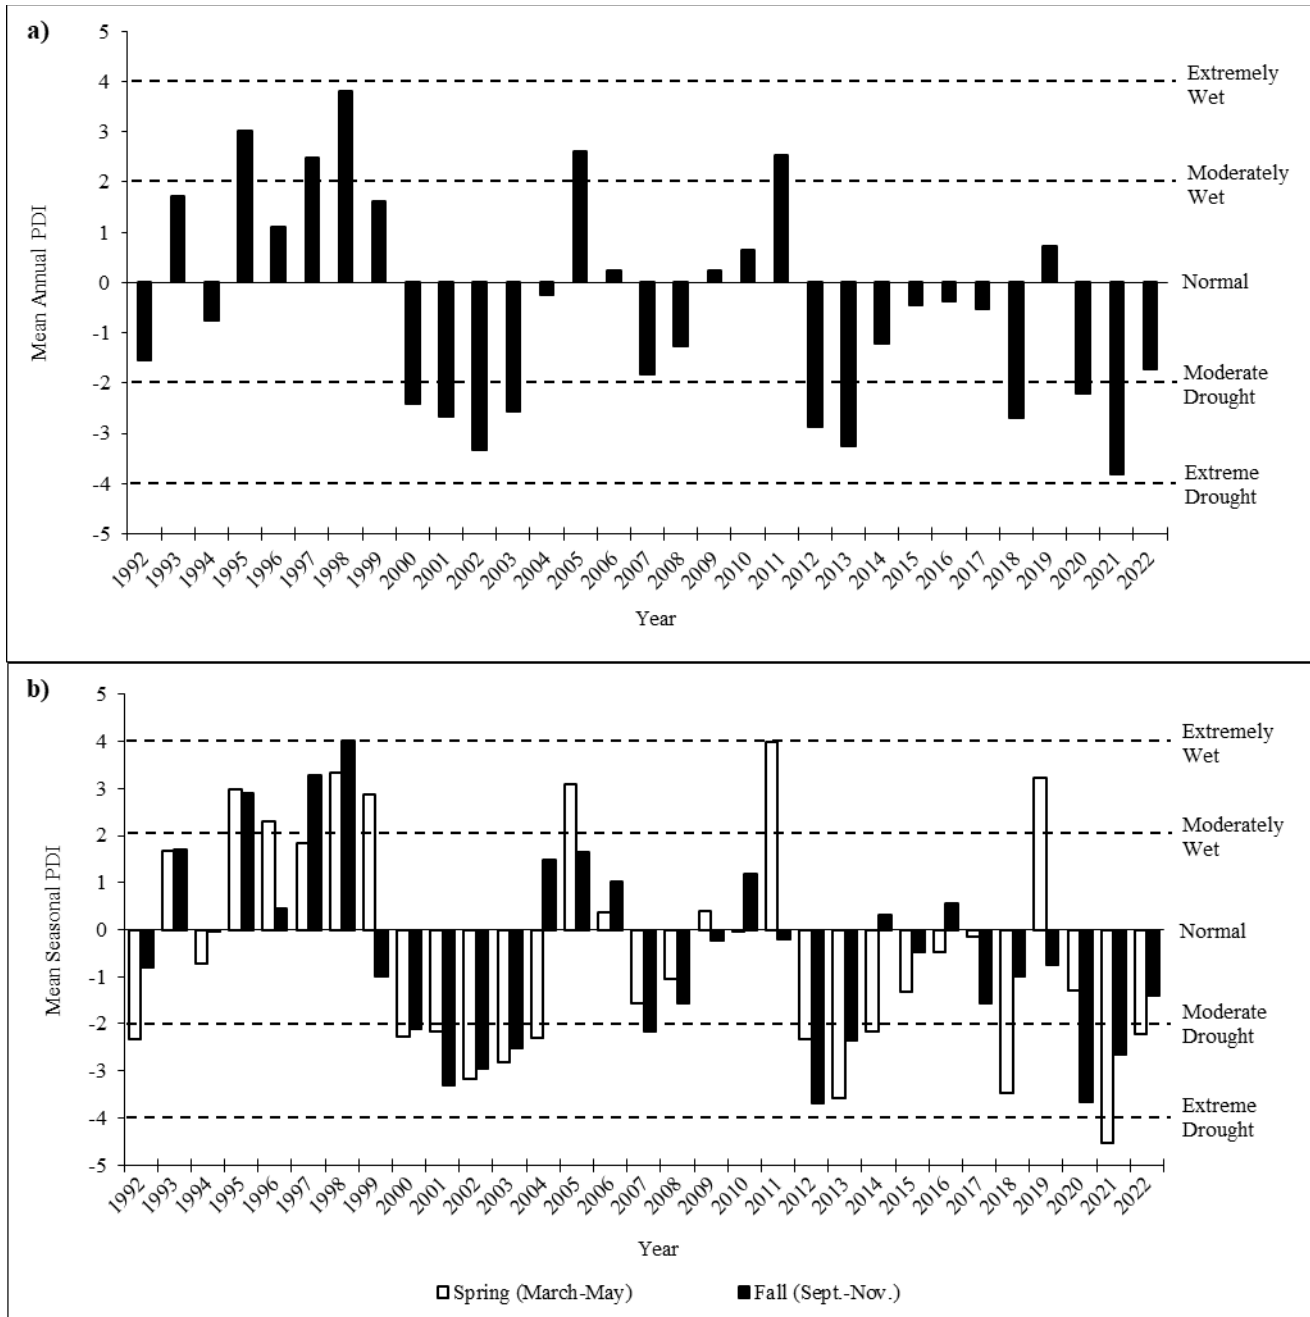 a)
5
4
3
2
1
0
-1
-2
-3
-4
-5
Mean Annual PDI
Extremely
Wet
Moderately
Wet
Normal
Moderate
Drought
Extreme
Drought
1992 1993 1994 1995 1996 1997 1998 1999 2000 2001 2002 2003 2004 2005 2006 2007 2008 2009 2010 2011 2012 2013 2014 2015 2016 2017 2018 2019 2020 2021 2022
Year
b)
5
4
3
2
1
0
-1
-2
-3
-4
-5
Mean Seasonal PDI
Extremely
Wet
Moderately
Wet
Normal
Moderate
Drought
Extreme
Drought
1992 1993 1994 1995 1996 1997 1998 1999 2000 2001 2002 2003 2004 2005 2006 2007 2008 2009 2010 2011 2012 2013 2014 2015 2016 2017 2018 2019 2020 2021 2022
Year
Spring (March-May) Fall (Sept.-Nov.)